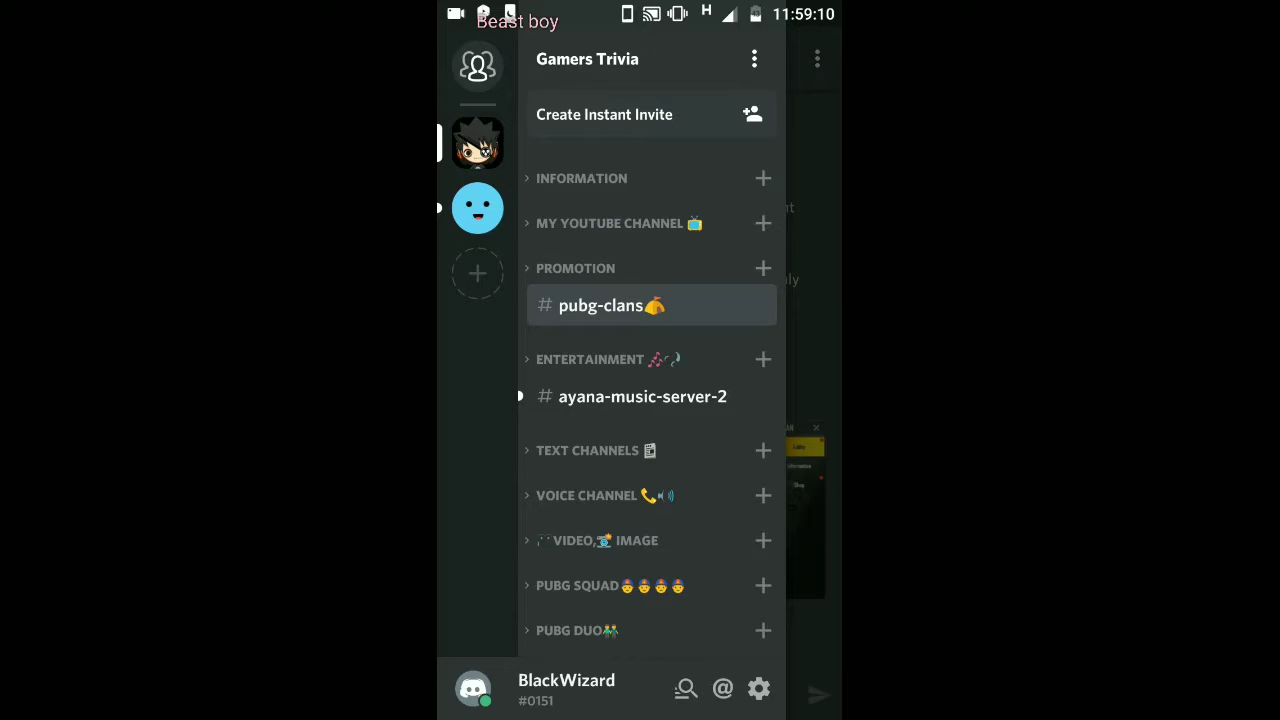 H 11:59:10
Beast boy
Gamers Trivia
Create Instant Invite
INFORMATION
MY YOUTUBE CHANNEL 📺
PROMOTION
# pubg-clans⛺
ENTERTAINMENT 🎶
# ayana-music-server-2
TEXT CHANNELS
VOICE CHANNEL 📞🔊
VIDEO,📸 IMAGE
PUBG SQUAD👮👮👮👮
PUBG DUO👬
BlackWizard
#0151